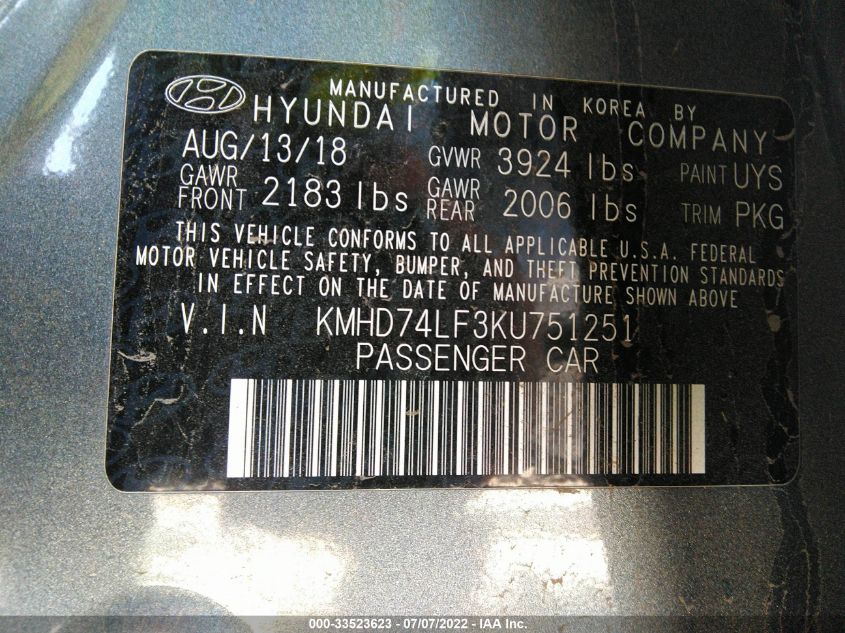 MANUFACTURED IN KOREA BY
HYUNDAI MOTOR COMPANY
AUG/13/18 GVWR 3924 lbs PAINT UYS
GAWR FRONT 2183 lbs GAWR REAR 2006 lbs TRIM PKG
THIS VEHICLE CONFORMS TO ALL APPLICABLE U.S.A. FEDERAL
MOTOR VEHICLE SAFETY, BUMPER, AND THEFT PREVENTION STANDARDS
IN EFFECT ON THE DATE OF MANUFACTURE SHOWN ABOVE
V.I.N KMHD74LF3KU751251
PASSENGER CAR
000-33523623 - 07/07/2022 - IAA Inc.